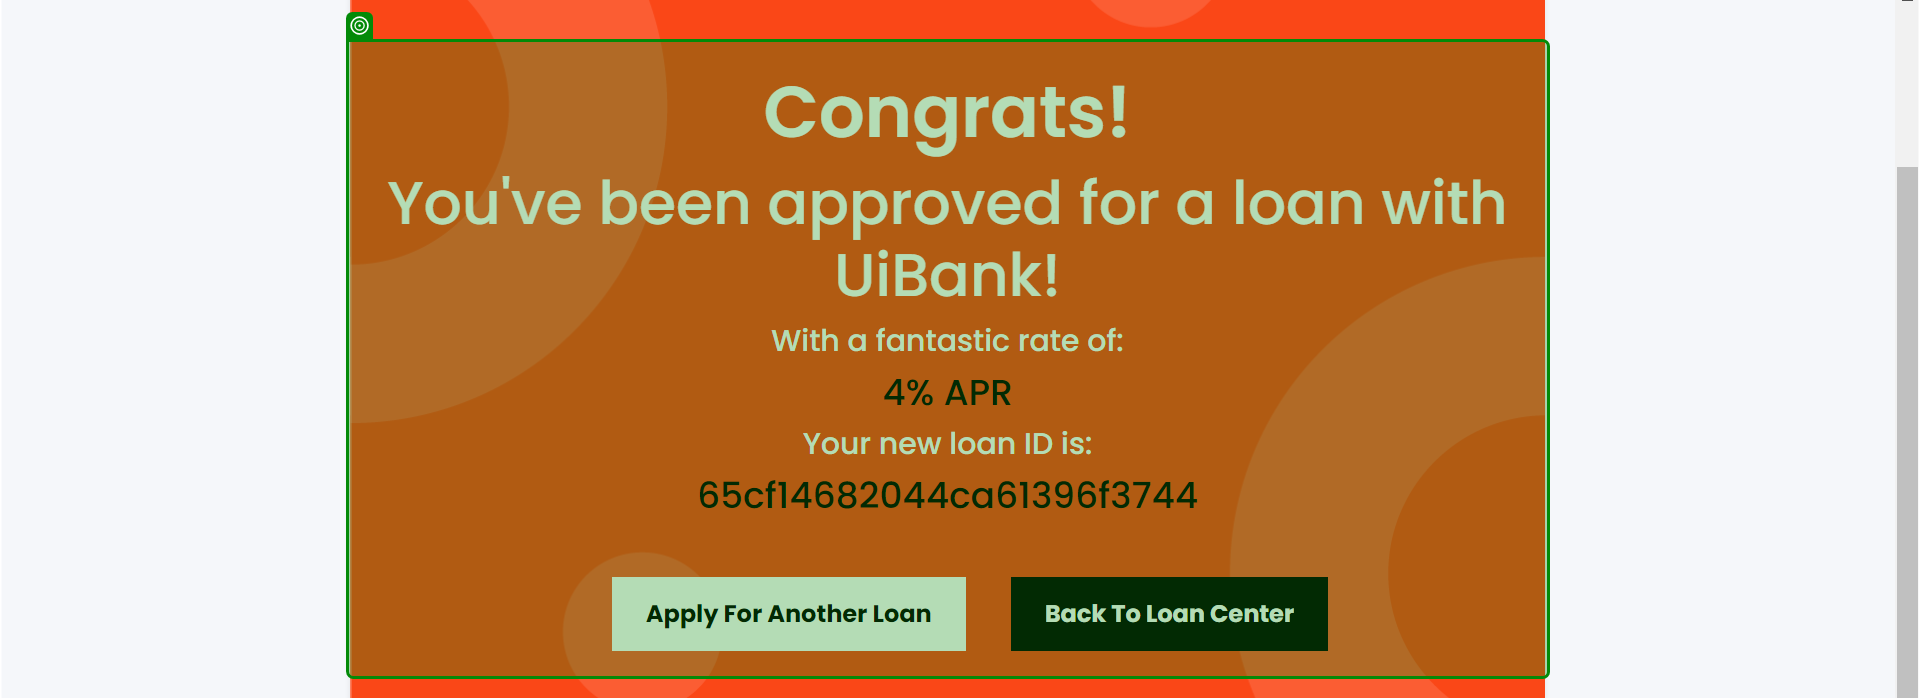 Congrats!
You've been approved for a loan with
UiBank!
With a fantastic rate of:
4% APR
Your new loan ID is:
65cf14682044ca61396f3744
Apply For Another Loan
Back To Loan Center